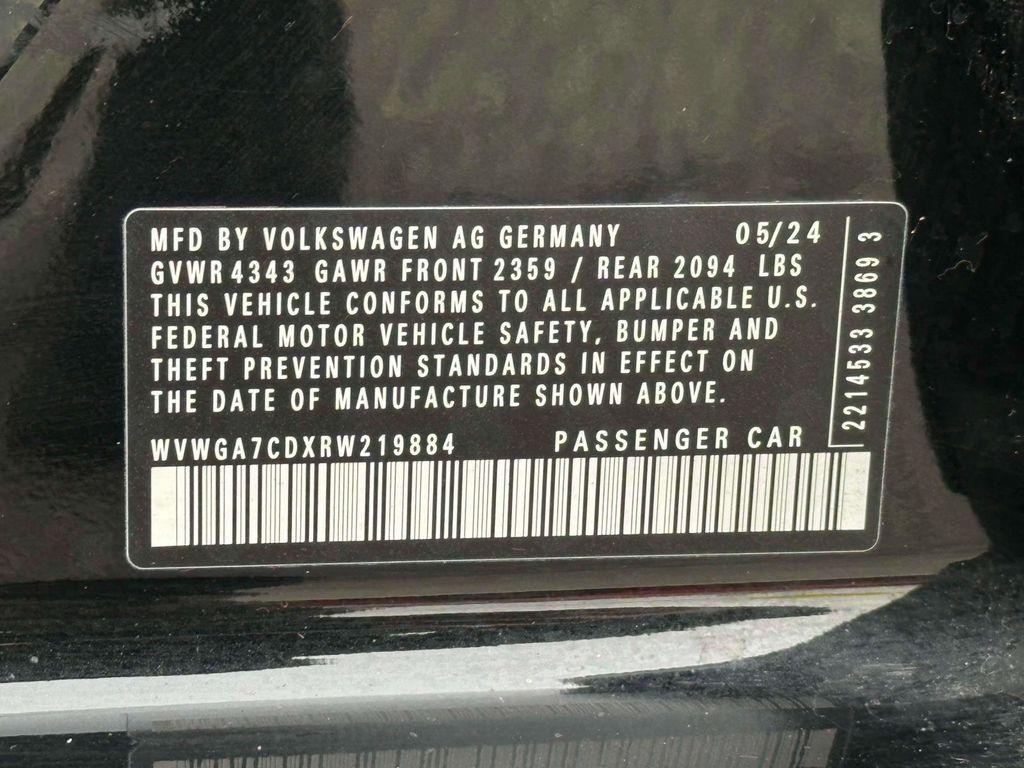 MFD BY VOLKSWAGEN AG GERMANY 05/24
GVWR 4343 GAWR FRONT 2359 / REAR 2094 LBS
THIS VEHICLE CONFORMS TO ALL APPLICABLE U.S.
FEDERAL MOTOR VEHICLE SAFETY, BUMPER AND
THEFT PREVENTION STANDARDS IN EFFECT ON
THE DATE OF MANUFACTURE SHOWN ABOVE.
WVWGA7CDXRW219884 PASSENGER CAR
2214533 3869 3